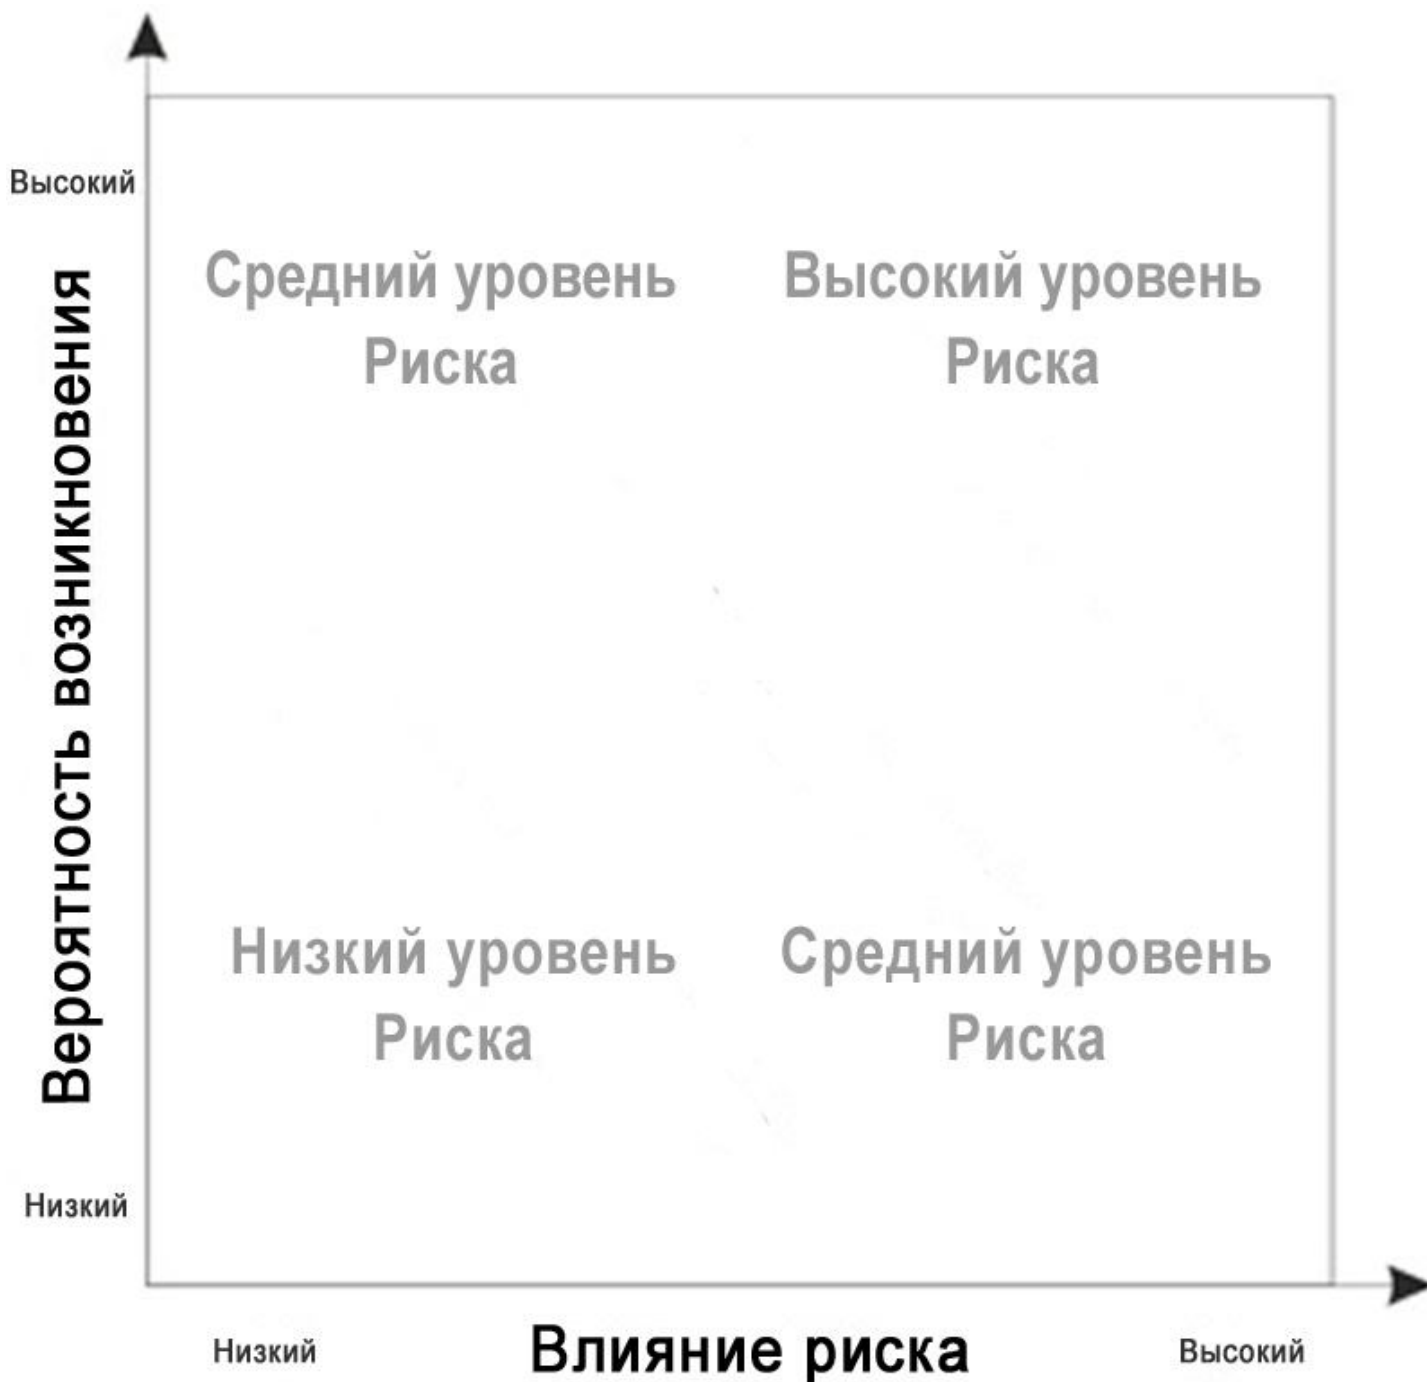 Высокий
Вероятность возникновения
Средний уровень
Риска
Высокий уровень
Риска
Низкий уровень
Риска
Средний уровень
Риска
Низкий
Низкий
Влияние риска
Высокий